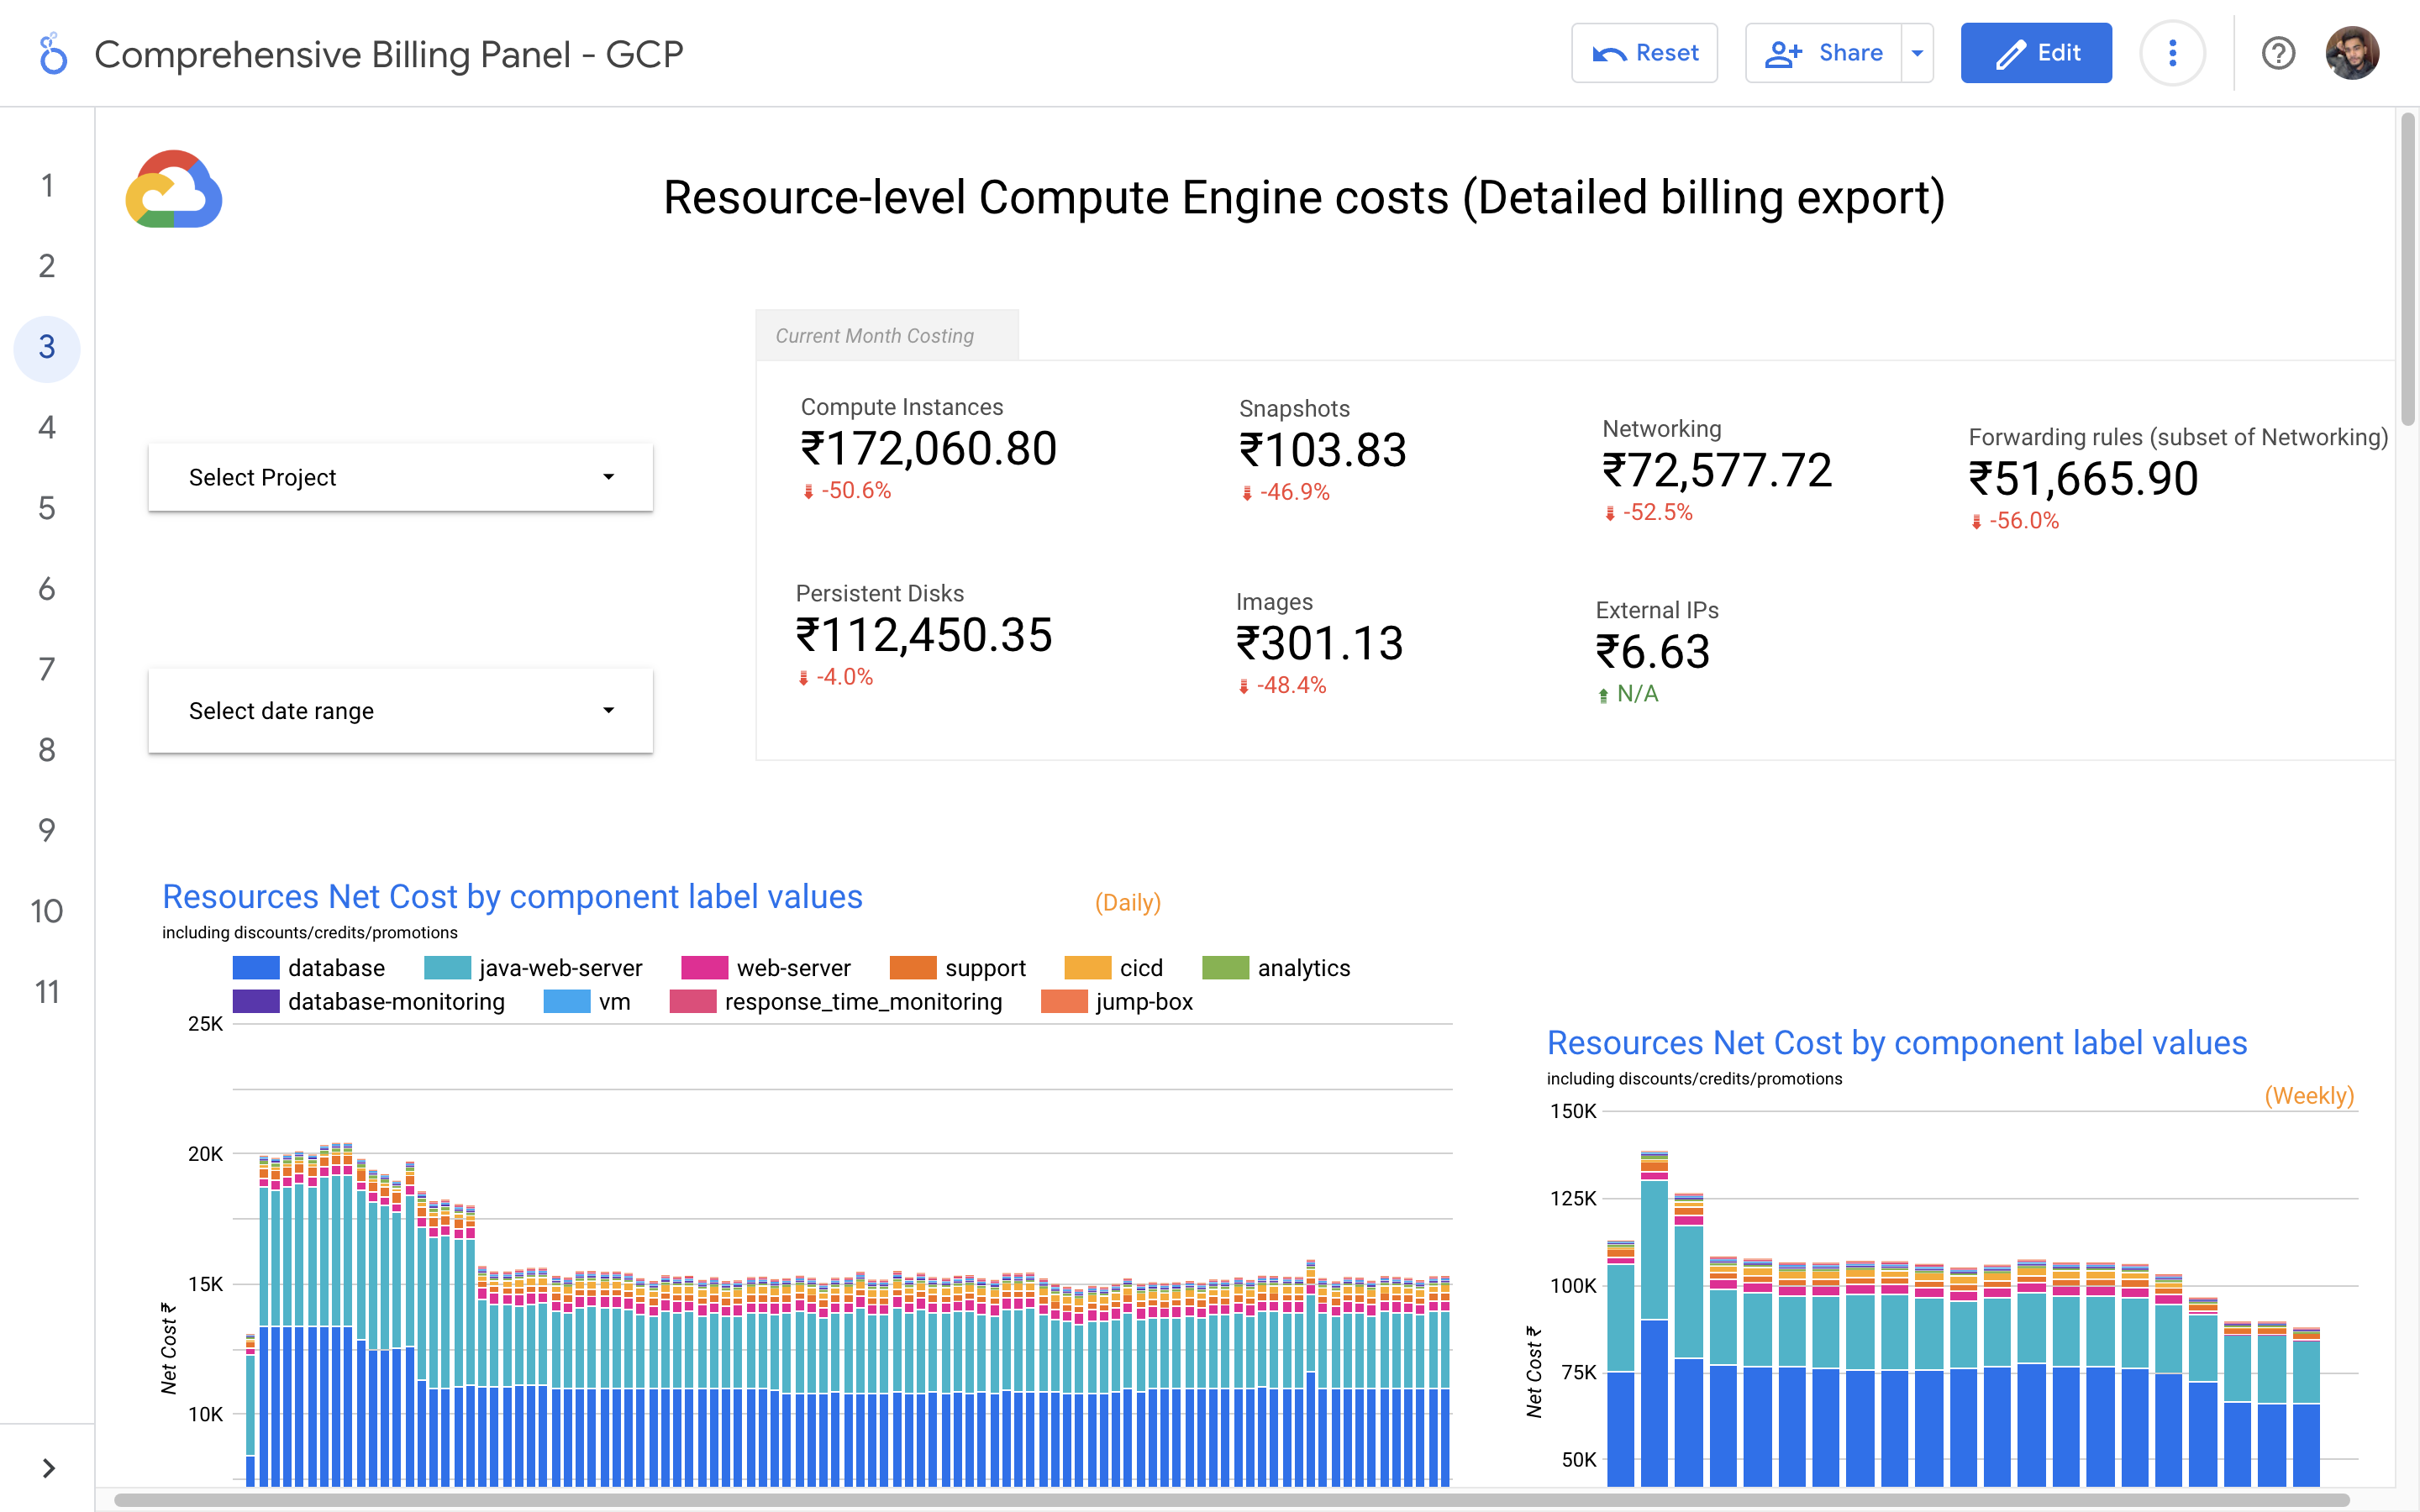 Comprehensive Billing Panel - GCP
Reset
Share
Edit
1
2
3
4
5
6
7
8
9
10
11
Resource-level Compute Engine costs (Detailed billing export)
Select Project
Select date range
Current Month Costing
Compute Instances
₹172,060.80
-50.6%
Snapshots
₹103.83
-46.9%
Networking
₹72,577.72
-52.5%
Forwarding rules (subset of Networking)
₹51,665.90
-56.0%
Persistent Disks
₹112,450.35
-4.0%
Images
₹301.13
-48.4%
External IPs
₹6.63
N/A
Resources Net Cost by component label values
(Daily)
including discounts/credits/promotions
database java-web-server web-server support cicd analytics
database-monitoring vm response_time_monitoring jump-box
25K
20K
15K
10K
Net Cost ₹
Resources Net Cost by component label values
including discounts/credits/promotions
(Weekly)
150K
125K
100K
75K
50K
Net Cost ₹